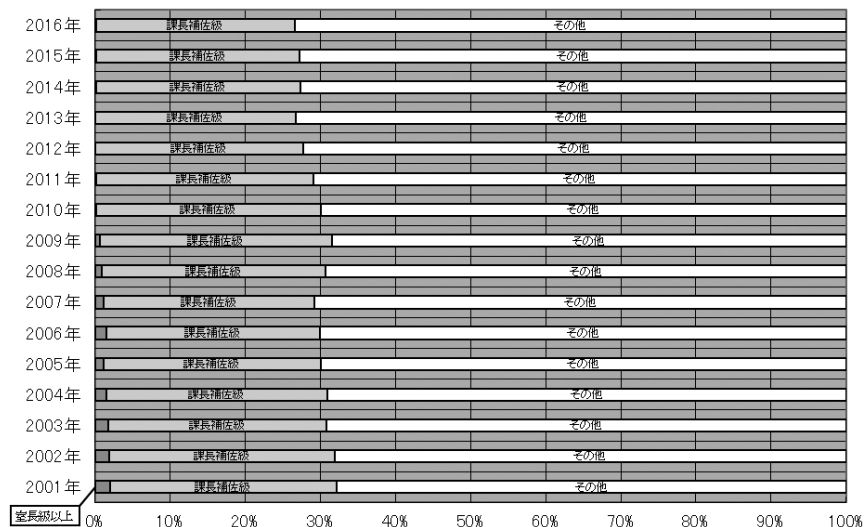 2016年 課長補佐級 その他
2015年 課長補佐級 その他
2014年 課長補佐級 その他
2013年 課長補佐級 その他
2012年 課長補佐級 その他
2011年 課長補佐級 その他
2010年 課長補佐級 その他
2009年 課長補佐級 その他
2008年 課長補佐級 その他
2007年 課長補佐級 その他
2006年 課長補佐級 その他
2005年 課長補佐級 その他
2004年 課長補佐級 その他
2003年 課長補佐級 その他
2002年 課長補佐級 その他
2001年 課長補佐級 その他
室長級以上
0% 10% 20% 30% 40% 50% 60% 70% 80% 90% 100%